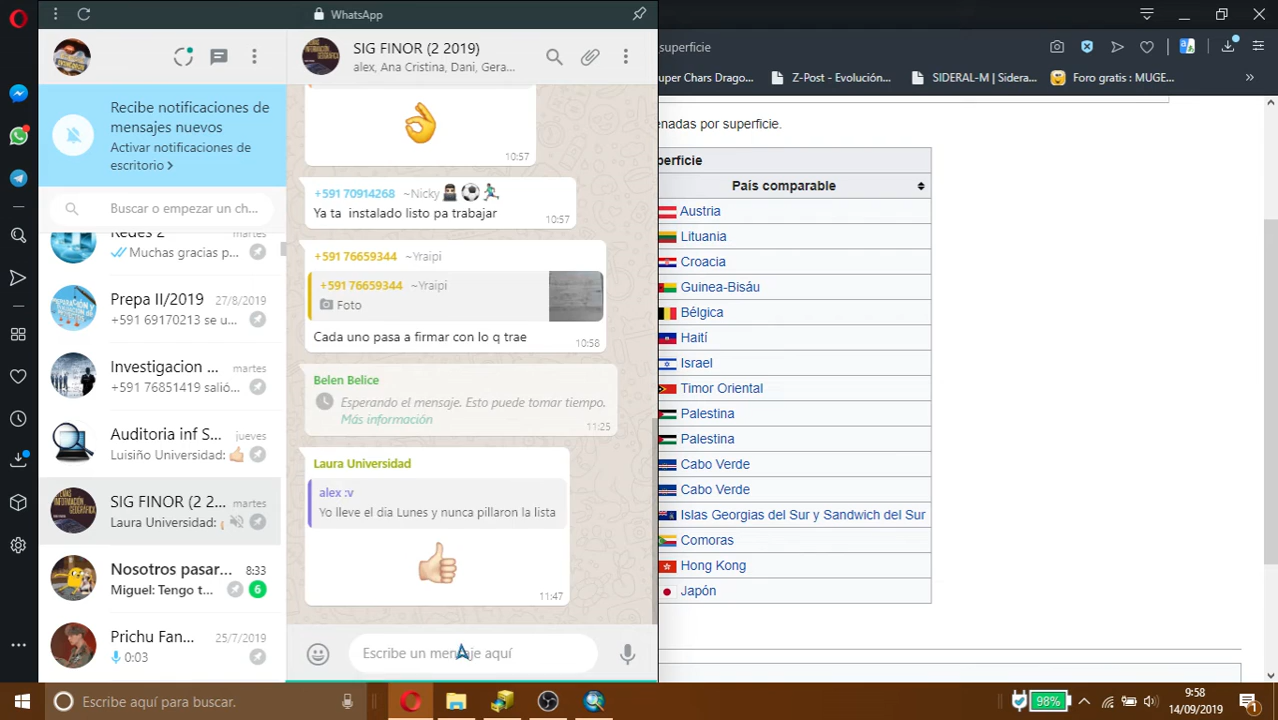 WhatsApp
SIG FINOR (2 2019)
alex, Ana Cristina, Dani, Gera...
Recibe notificaciones de
mensajes nuevos
Activar notificaciones de
escritorio >
Buscar o empezar un ch...
Redes 2
martes
Muchas gracias p...
Prepa II/2019
27/8/2019
+591 69170213 se u...
Investigacion ...
martes
+591 76851419 salió...
Auditoria inf S...
jueves
Luisiño Universidad:
SIG FINOR (2 2...
martes
Laura Universidad:
Nosotros pasar...
8:33
Miguel: Tengo t...
6
Prichu Fan...
25/7/2019
0:03
10:57
+591 70914268 ~Nicky
Ya ta instalado listo pa trabajar
10:57
+591 76659344 ~Yraipi
+591 76659344 ~Yraipi
Foto
Cada uno pasa a firmar con lo q trae
10:58
Belen Belice
Esperando el mensaje. Esto puede tomar tiempo.
Más información
11:25
Laura Universidad
alex :v
Yo lleve el dia Lunes y nunca pillaron la lista
11:47
Escribe un mensaje aquí
superficie
uper Chars Drago...
Z-Post - Evolución...
SIDERAL-M | Sidera...
Foro gratis : MUGE...
»
enadas por superficie.
perficie
País comparable
Austria
Lituania
Croacia
Guinea-Bisáu
Bélgica
Haití
Israel
Timor Oriental
Palestina
Palestina
Cabo Verde
Cabo Verde
Islas Georgias del Sur y Sandwich del Sur
Comoras
Hong Kong
Japón
Escribe aquí para buscar.
98%
9:58
14/09/2019
1